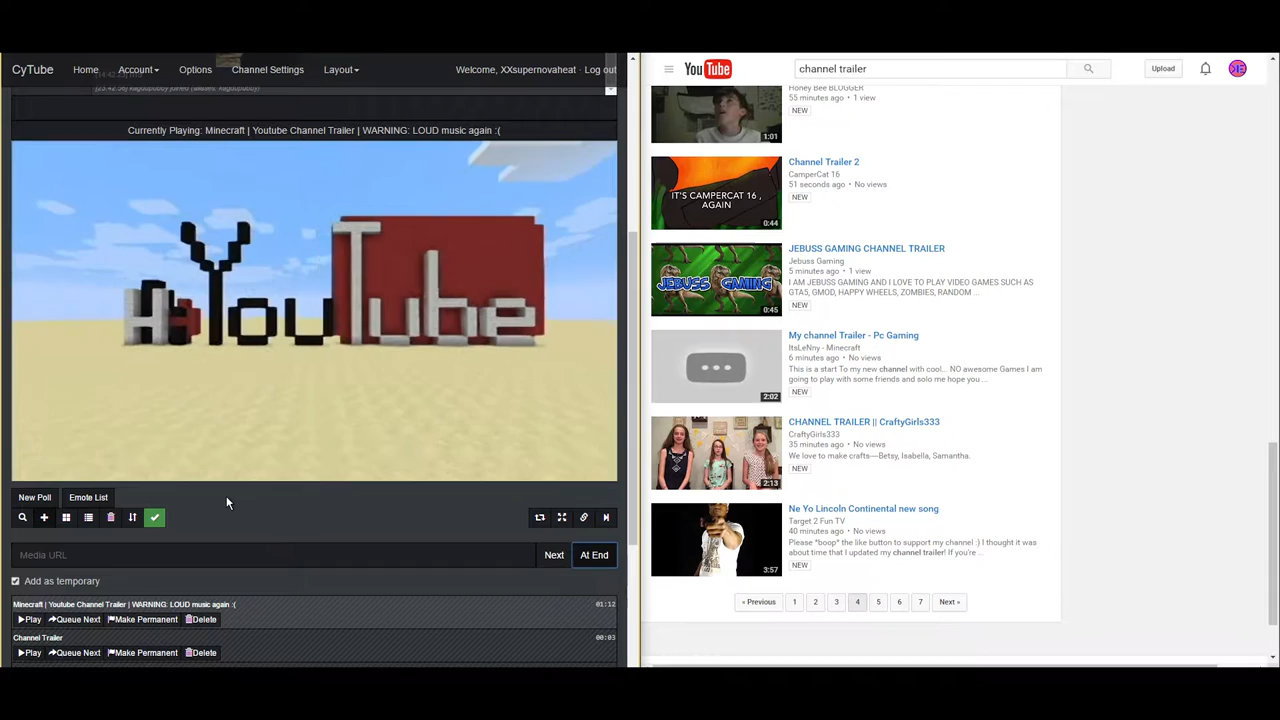 CyTube Home Account Options Channel Settings Layout Welcome, XXsupernovaheat - Log out
Currently Playing: Minecraft | Youtube Channel Trailer | WARNING: LOUD music again :(
YouTube
New Poll Emote List
Media URL Next At End
Add as temporary
Minecraft | Youtube Channel Trailer | WARNING: LOUD music again :( 01:12
Play Queue Next Make Permanent Delete
Channel Trailer 00:03
Play Queue Next Make Permanent Delete
YouTube channel trailer Upload
Honey Bee BLOGGER
55 minutes ago • 1 view
NEW
1:01
Channel Trailer 2
CamperCat 16
51 seconds ago • No views
NEW
IT'S CAMPERCAT 16 ,
AGAIN
0:44
JEBUSS GAMING CHANNEL TRAILER
Jebuss Gaming
5 minutes ago • 1 view
I AM JEBUSS GAMING AND I LOVE TO PLAY VIDEO GAMES SUCH AS
GTA5, GMOD, HAPPY WHEELS, ZOMBIES, RANDOM ...
NEW
JEBUSS GAMING
0:45
My channel Trailer - Pc Gaming
ItsLeNny - Minecraft
6 minutes ago • No views
This is a start To my new channel with cool... NO awesome Games I am
going to play with some friends and solo me hope you ...
NEW
2:02
CHANNEL TRAILER || CraftyGirls333
CraftyGirls333
35 minutes ago • No views
We love to make crafts----Betsy, Isabella, Samantha.
NEW
2:13
Ne Yo Lincoln Continental new song
Target 2 Fun TV
40 minutes ago • No views
Please *boop* the like button to support my channel :) I thought it was
about time that I updated my channel trailer! If you're ...
NEW
3:57
« Previous 1 2 3 4 5 6 7 Next »